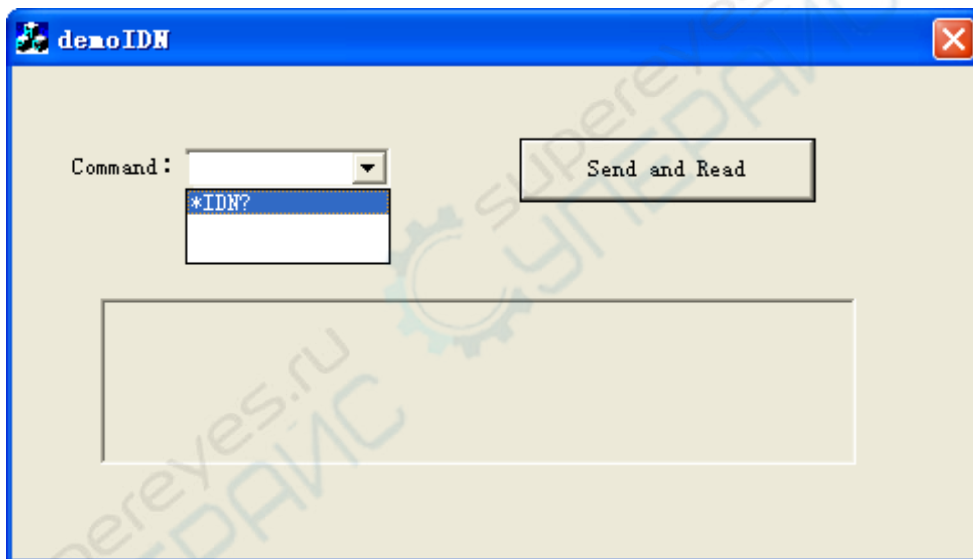 demoIDN
Command:
Send and Read
*IDN?
supereyes.ru
СУПЕРАЙС
supereyes.ru
СУПЕРАЙС